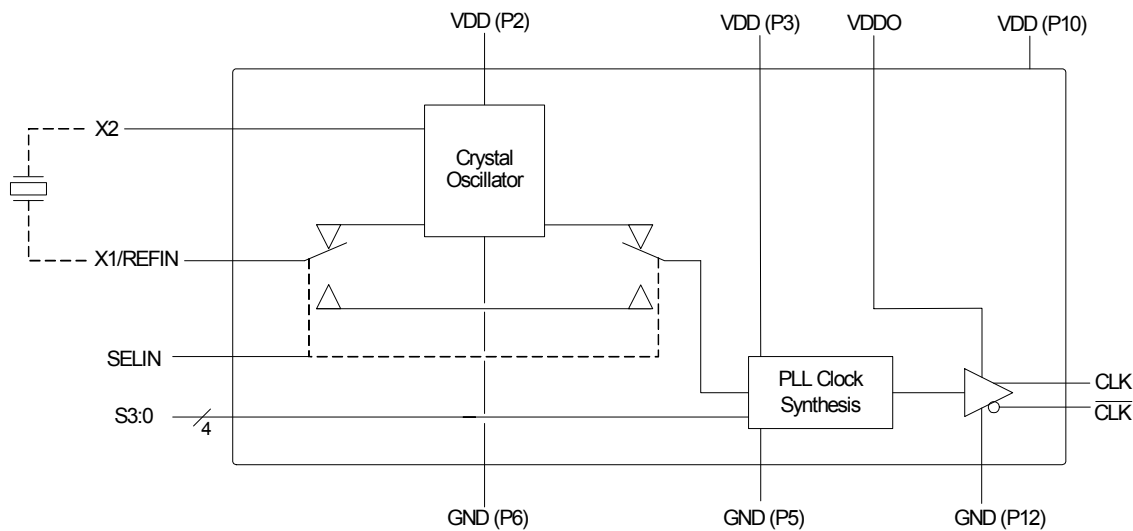 VDD (P2)
VDD (P3)
VDDO
VDD (P10)
X2
Crystal
Oscillator
X1/REFIN
SELIN
PLL Clock
Synthesis
CLK
CLK
S3:0
4
GND (P6)
GND (P5)
GND (P12)